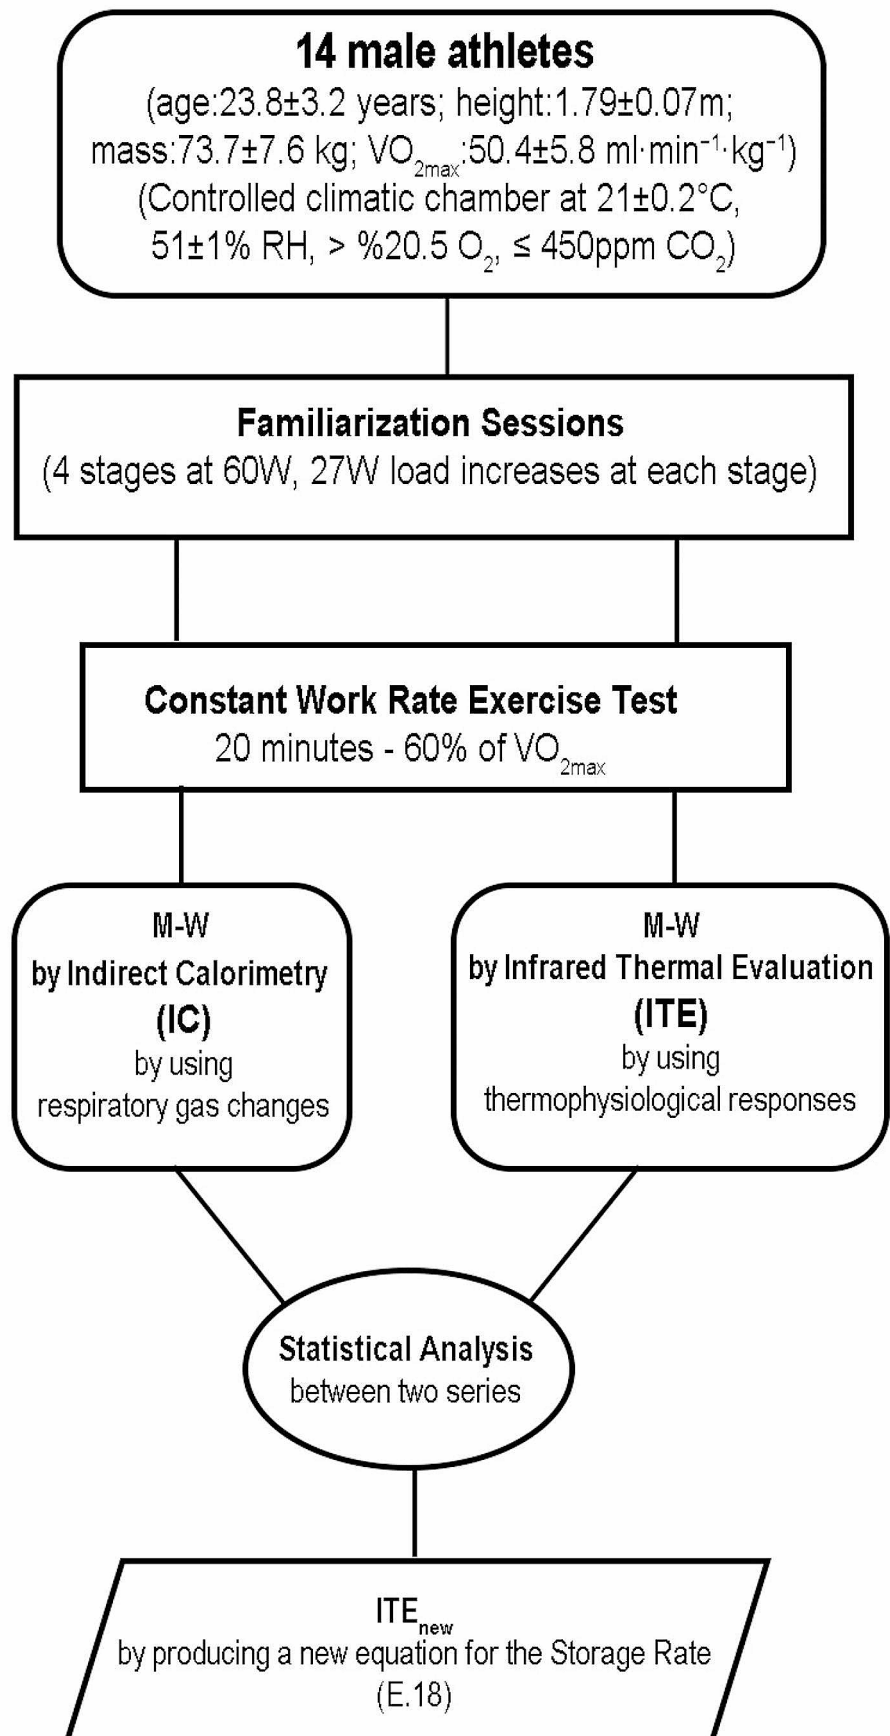 14 male athletes
(age:23.8±3.2 years; height:1.79±0.07m;
mass:73.7±7.6 kg; VO₂max:50.4±5.8 ml·min⁻¹·kg⁻¹)
(Controlled climatic chamber at 21±0.2°C,
51±1% RH, > %20.5 O₂, ≤ 450ppm CO₂)
Familiarization Sessions
(4 stages at 60W, 27W load increases at each stage)
Constant Work Rate Exercise Test
20 minutes - 60% of VO₂max
M-W
by Indirect Calorimetry
(IC)
by using
respiratory gas changes
M-W
by Infrared Thermal Evaluation
(ITE)
by using
thermophysiological responses
Statistical Analysis
between two series
ITEnew
by producing a new equation for the Storage Rate
(E.18)